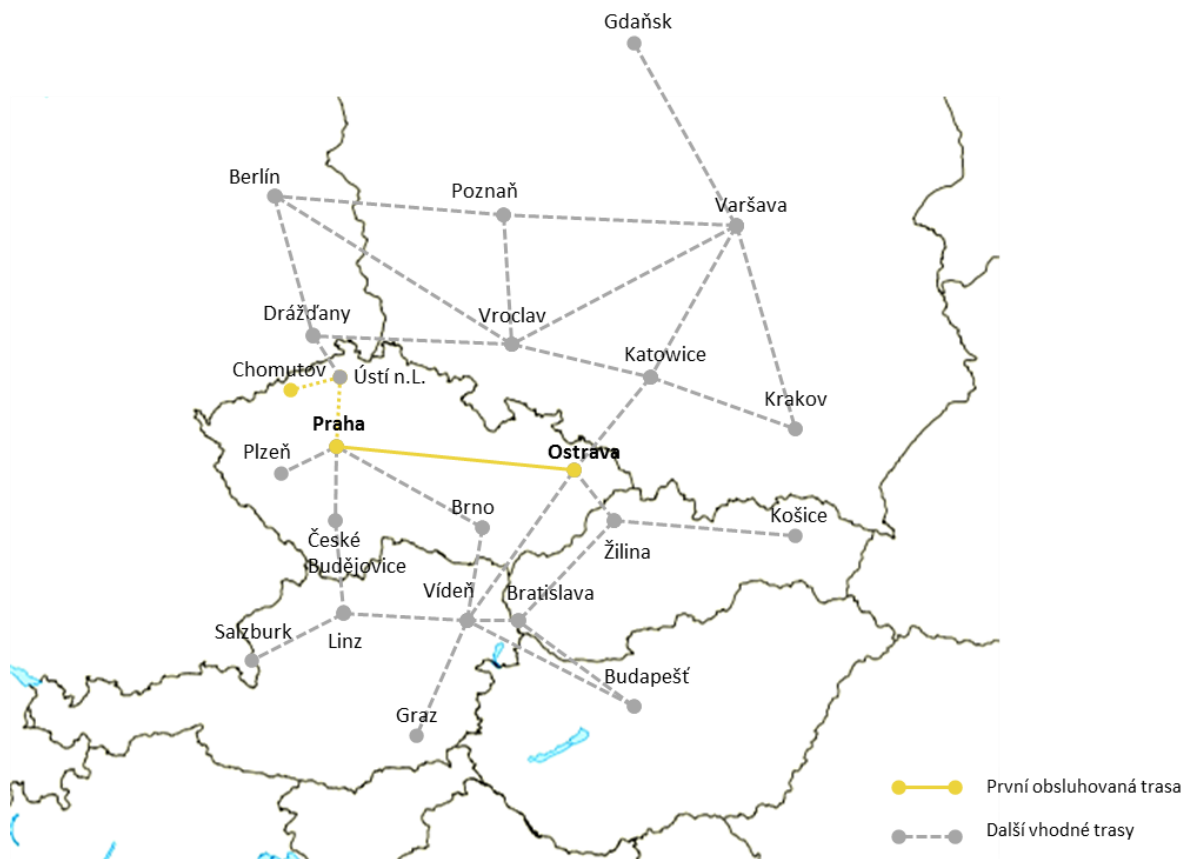 Gdaňsk
Berlín
Poznaň
Varšava
Drážďany
Vroclav
Katowice
Chomutov
Ústí n.L.
Krakov
Praha
Plzeň
Ostrava
Brno
Košice
České
Budějovice
Žilina
Vídeň
Bratislava
Salzburk
Linz
Budapešť
Graz
První obsluhovaná trasa
Další vhodné trasy